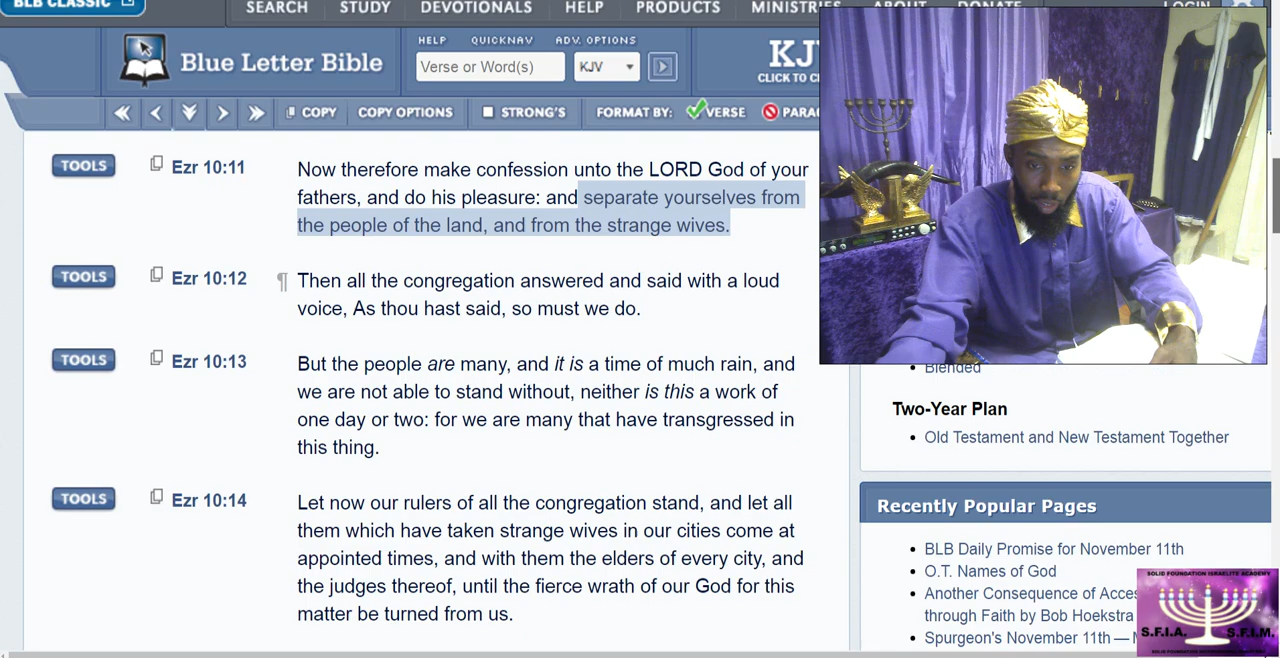 BLB CLASSIC
SEARCH STUDY DEVOTIONALS HELP PRODUCTS MINISTRIES ABOUT DONATE LOGIN
Blue Letter Bible
HELP QUICKNAV ADV. OPTIONS
Verse or Word(s) KJV
CLICK TO
COPY COPY OPTIONS STRONG'S FORMAT BY: VERSE
TOOLS Ezr 10:11 Now therefore make confession unto the LORD God of your
fathers, and do his pleasure: and separate yourselves from
the people of the land, and from the strange wives.
TOOLS Ezr 10:12 ¶ Then all the congregation answered and said with a loud
voice, As thou hast said, so must we do.
TOOLS Ezr 10:13 But the people are many, and it is a time of much rain, and
we are not able to stand without, neither is this a work of
one day or two: for we are many that have transgressed in
this thing.
TOOLS Ezr 10:14 Let now our rulers of all the congregation stand, and let all
them which have taken strange wives in our cities come at
appointed times, and with them the elders of every city, and
the judges thereof, until the fierce wrath of our God for this
matter be turned from us.
Blended
Two-Year Plan
Old Testament and New Testament Together
Recently Popular Pages
BLB Daily Promise for November 11th
O.T. Names of God
Another Consequence of
through Faith by Bob Hoekstra
Spurgeon's November 11th —
SOLID FOUNDATION ISRAELITE ACADEMY
S.F.I.A. S.F.I.M.